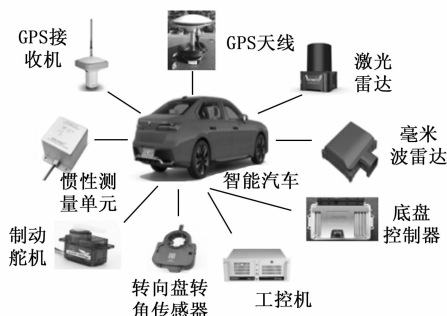 GPS接
收机
GPS天线
激光
雷达
毫米
波雷达
惯性测
量单元
智能汽车
底盘
控制器
制动
舵机
转向盘转
角传感器
工控机